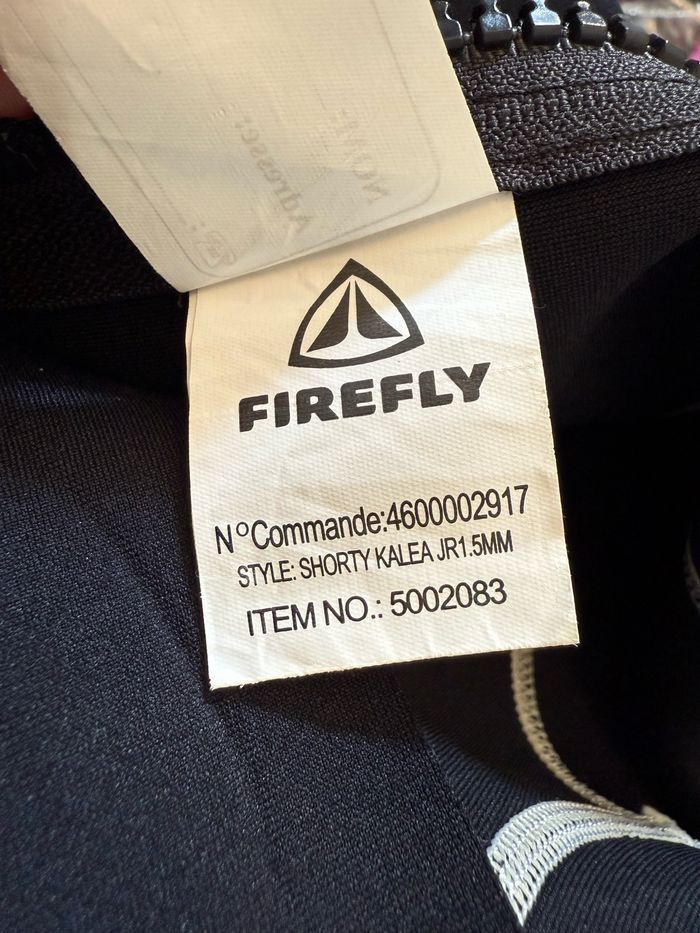 FIREFLY
N°Commande:4600002917
STYLE: SHORTY KALEA JR1.5MM
ITEM NO.: 5002083